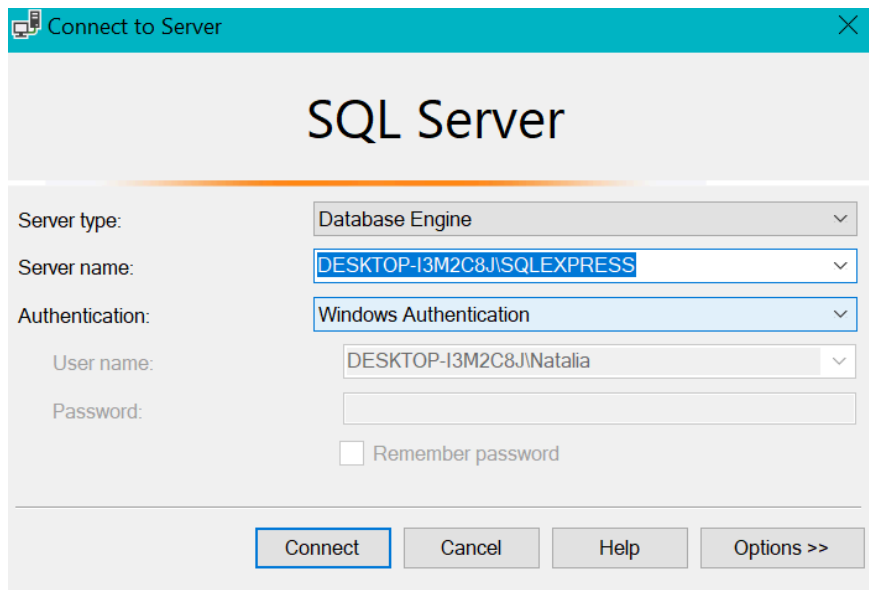 Connect to Server
SQL Server
Server type: Database Engine
Server name: DESKTOP-I3M2C8J\SQLEXPRESS
Authentication: Windows Authentication
User name: DESKTOP-I3M2C8J\Natalia
Password:
Remember password
Connect Cancel Help Options >>